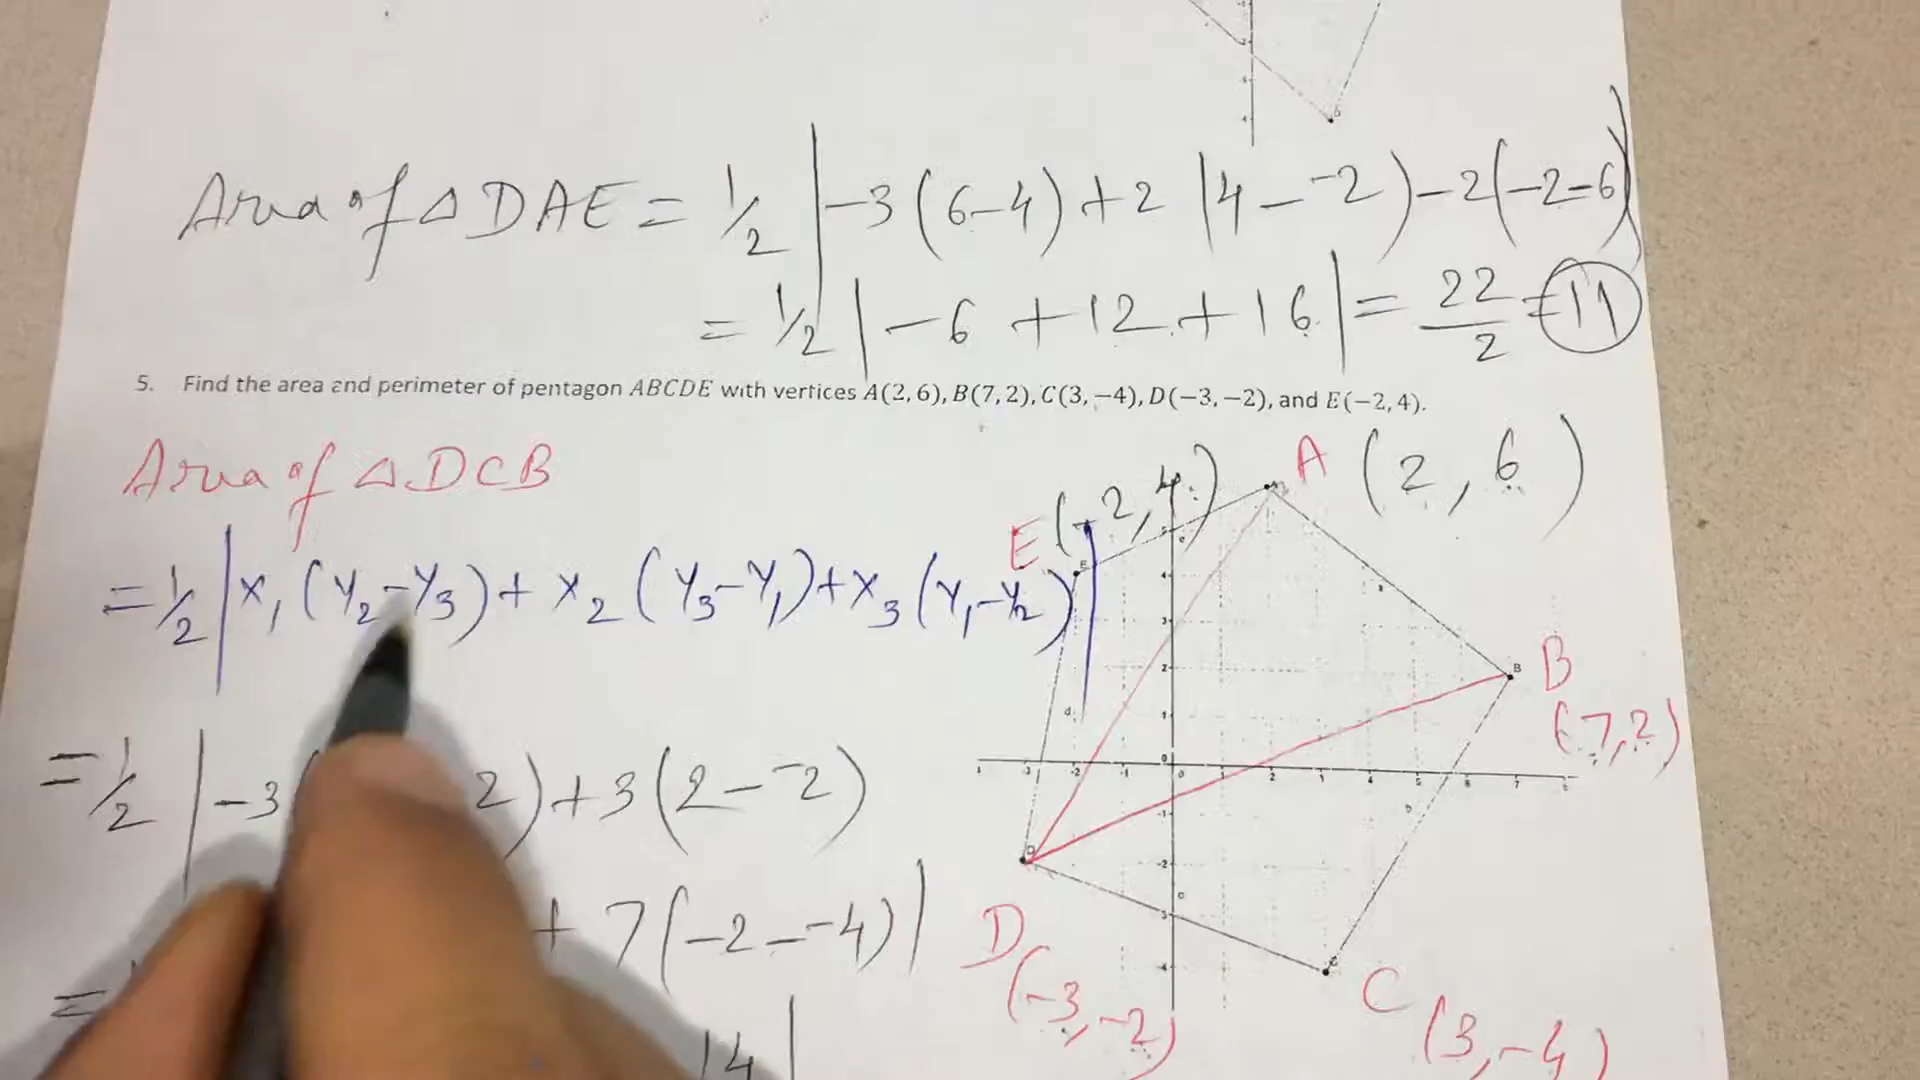 Area of △DAE = 1/2 |-3(6-4)+2(4--2)-2(-2-6)|
= 1/2 |-6+12+16| = 22/2 = 11
5. Find the area and perimeter of pentagon ABCDE with vertices A(2,6), B(7,2), C(3,−4), D(−3,−2), and E(−2,4).
Area of △DCB
= 1/2 |x₁(y₂-y₃)+x₂(y₃-y₁)+x₃(y₁-y₂)|
= 1/2 |-3( 2)+3(2--2)
+ 7(-2--4)|
=
14|
A (2,6)
E (-2,4)
B
(7,2)
D
(-3,-2)
C (3,-4)